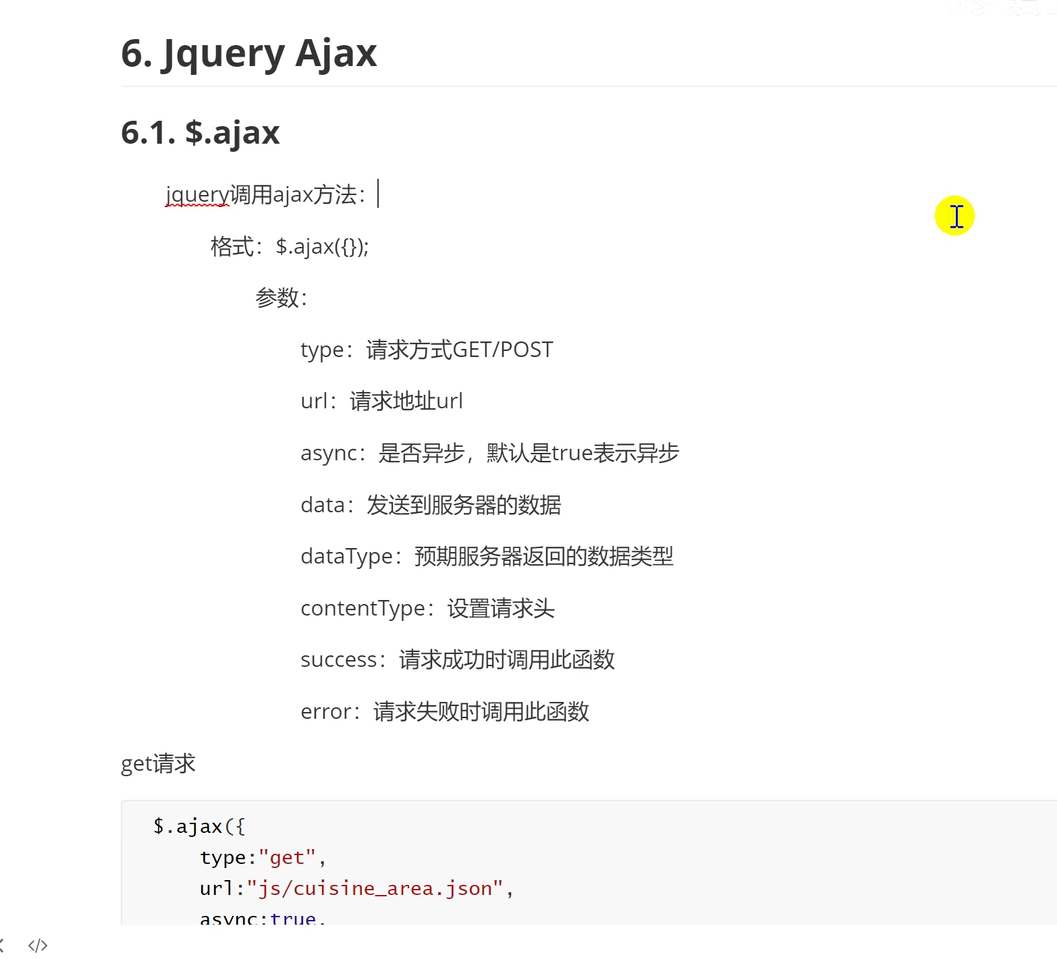 6. Jquery Ajax
6.1. $.ajax
jquery调用ajax方法：
格式：$.ajax({});
参数：
type：请求方式GET/POST
url：请求地址url
async：是否异步，默认是true表示异步
data：发送到服务器的数据
dataType：预期服务器返回的数据类型
contentType：设置请求头
success：请求成功时调用此函数
error：请求失败时调用此函数
get请求
$.ajax({
type:"get",
url:"js/cuisine_area.json",
async:true,
</>